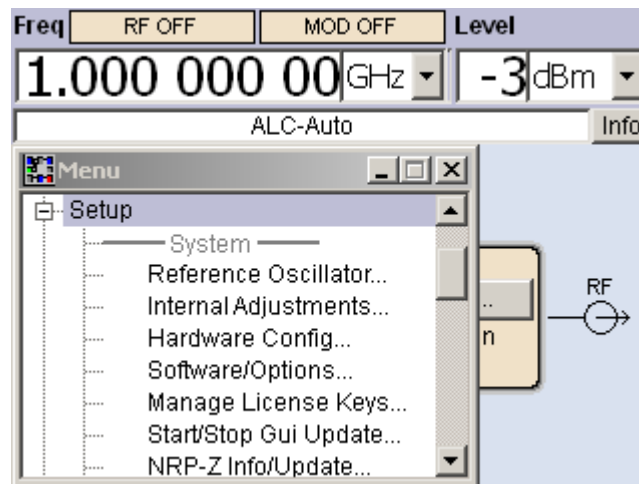 Freq RF OFF MOD OFF Level
1.000 000 00 GHz -3 dBm
ALC-Auto Info
Menu
Setup
System
Reference Oscillator...
..
RF
Internal Adjustments...
Hardware Config...
n
Software/Options...
Manage License Keys...
Start/Stop Gui Update...
NRP-Z Info/Update...